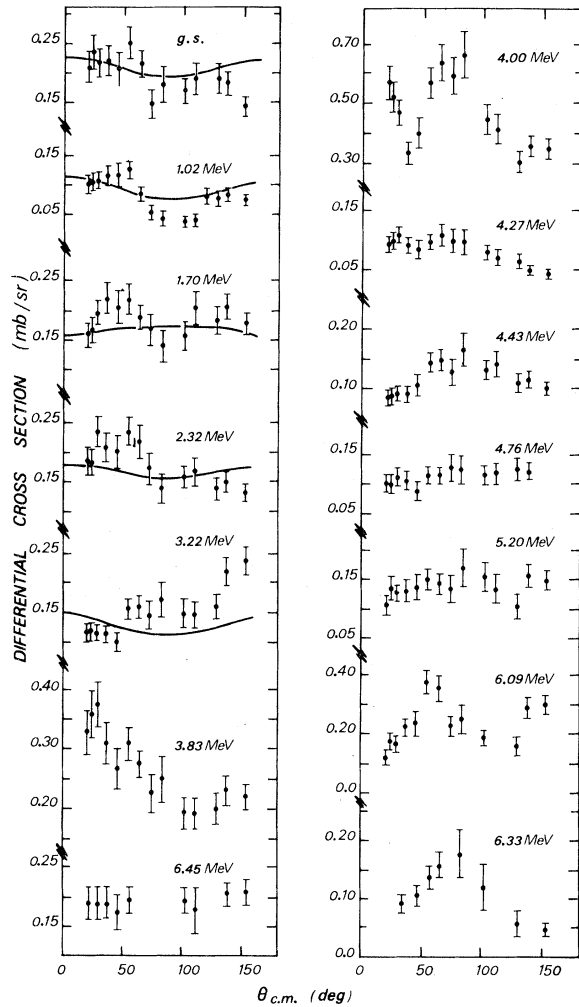 DIFFERENTIAL CROSS SECTION (mb/sr)
g.s.
0.25
0.15
1.02 MeV
0.15
0.05
1.70 MeV
0.25
0.15
2.32 MeV
0.25
0.15
3.22 MeV
0.25
0.15
3.83 MeV
0.40
0.30
0.20
6.45 MeV
0.25
0.15
0 50 100 150
4.00 MeV
0.70
0.50
0.30
4.27 MeV
0.15
0.05
4.43 MeV
0.20
0.10
4.76 MeV
0.15
0.05
5.20 MeV
0.15
0.05
6.09 MeV
0.40
0.20
0.0
6.33 MeV
0.20
0.10
0.0
0 50 100 150
θc.m. (deg)